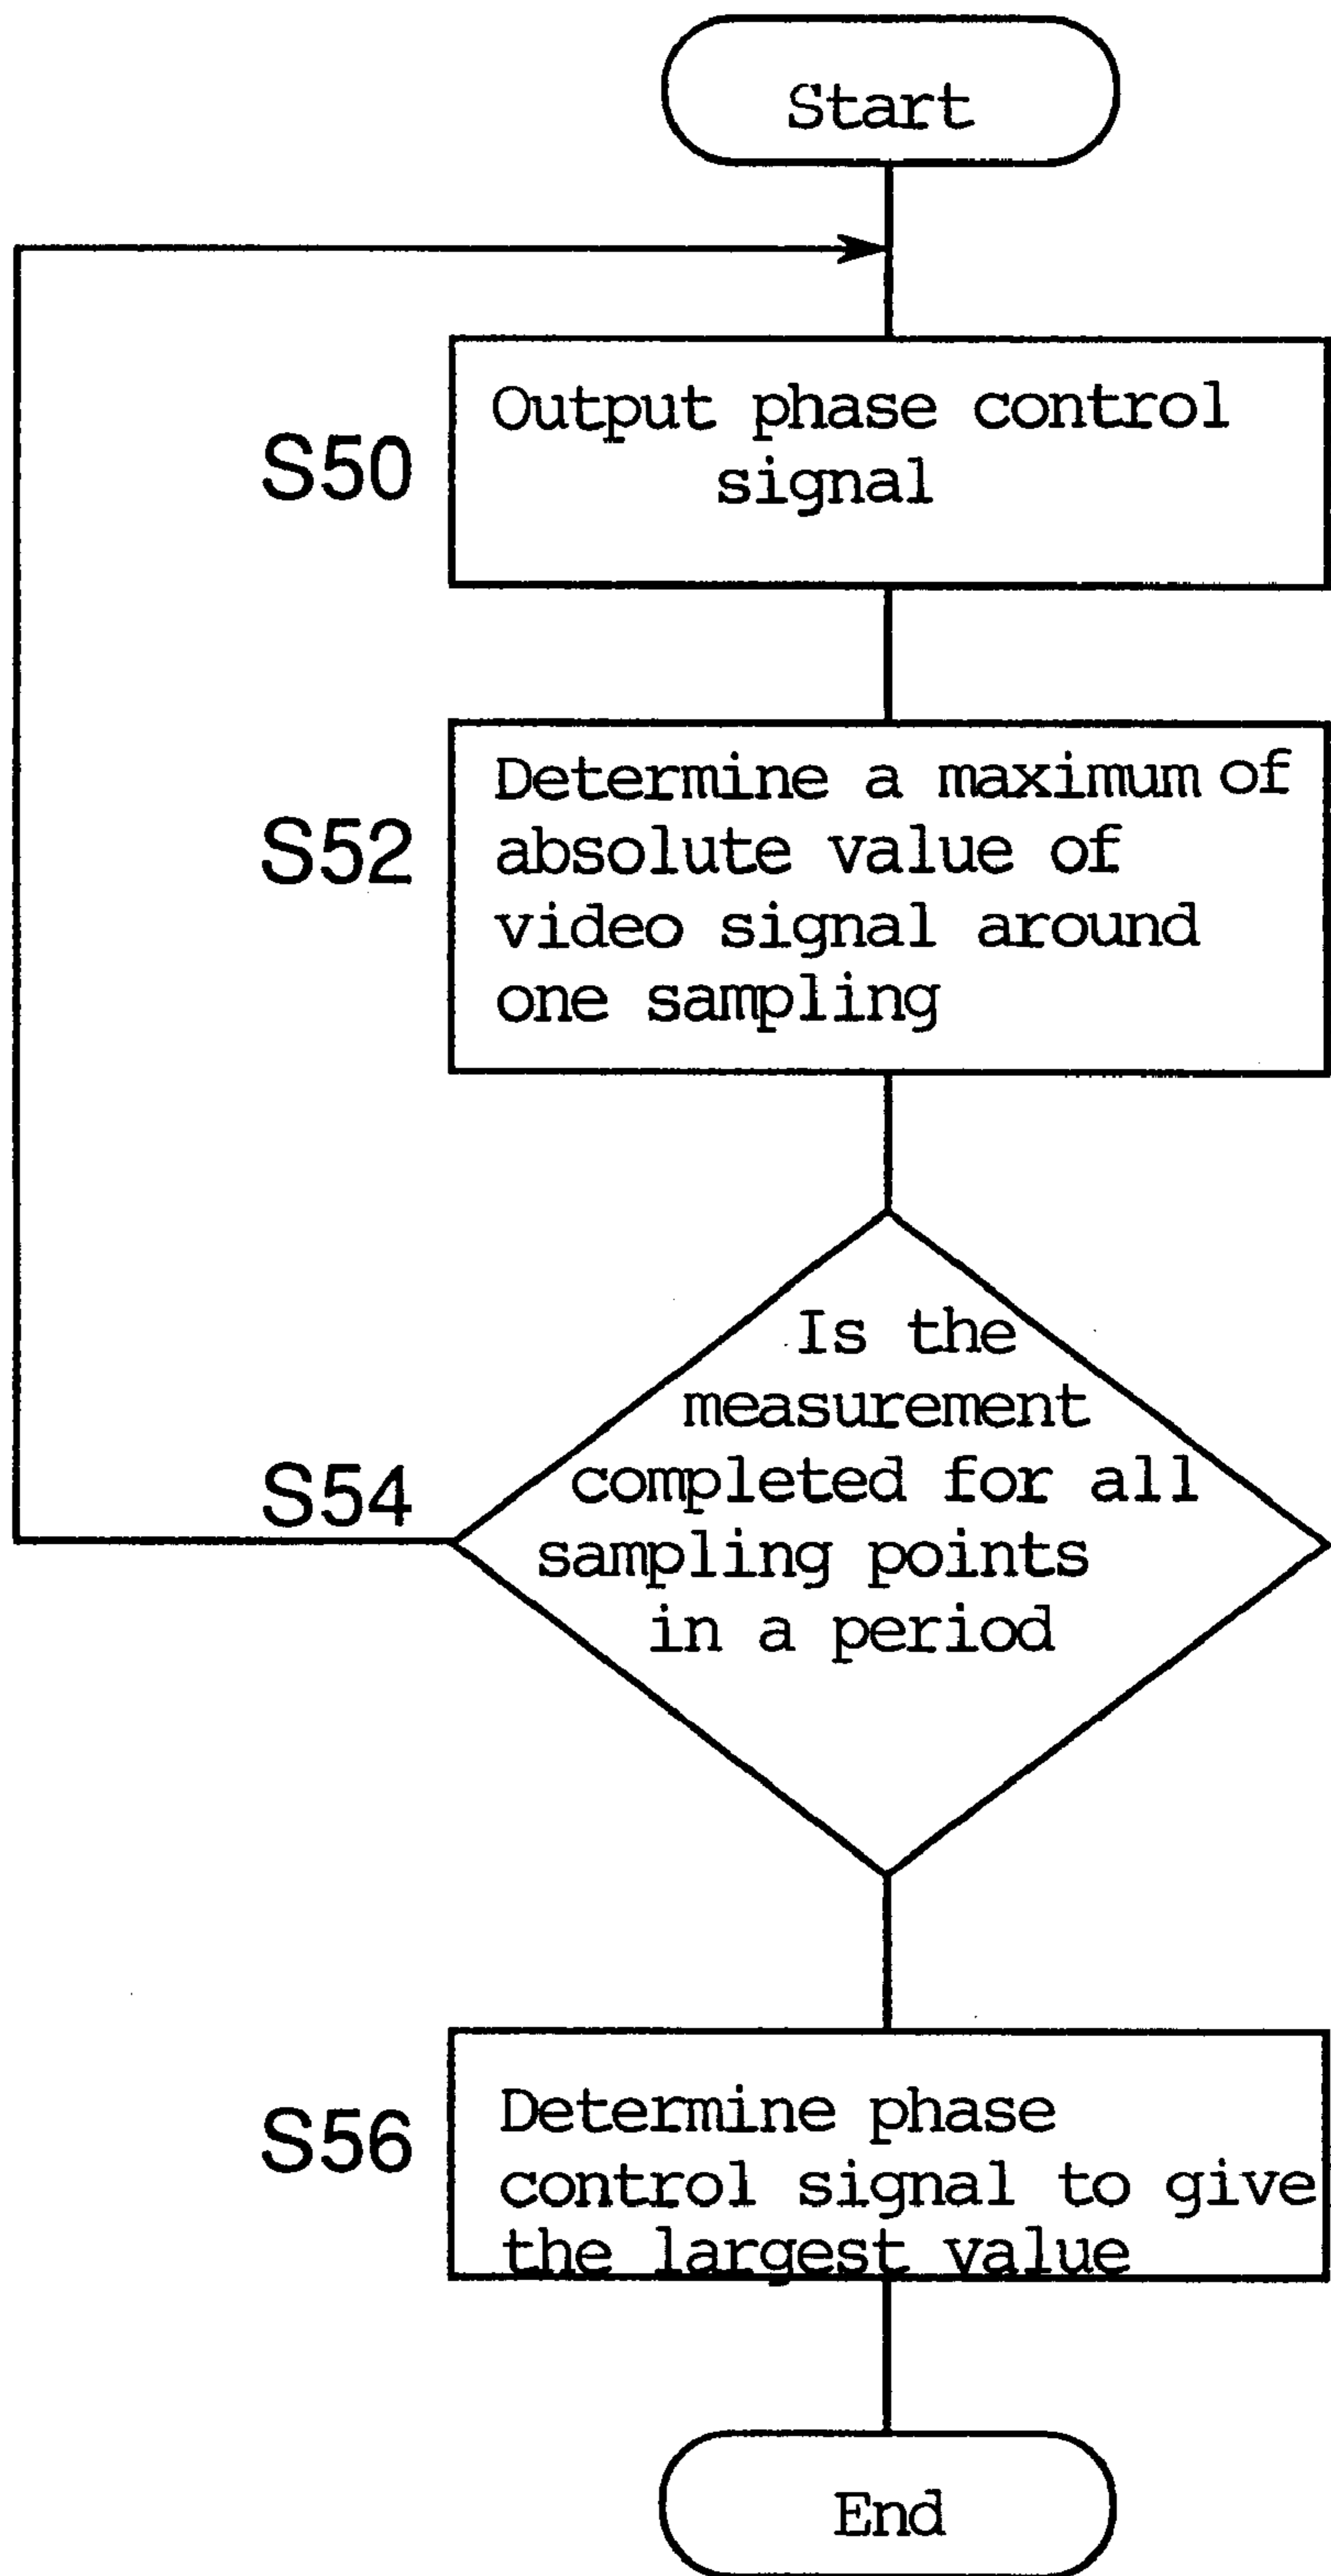 Start
S50
Output phase control
signal
S52
Determine a maximum of
absolute value of
video signal around
one sampling
S54
Is the
measurement
completed for all
sampling points
in a period
S56
Determine phase
control signal to give
the largest value
End